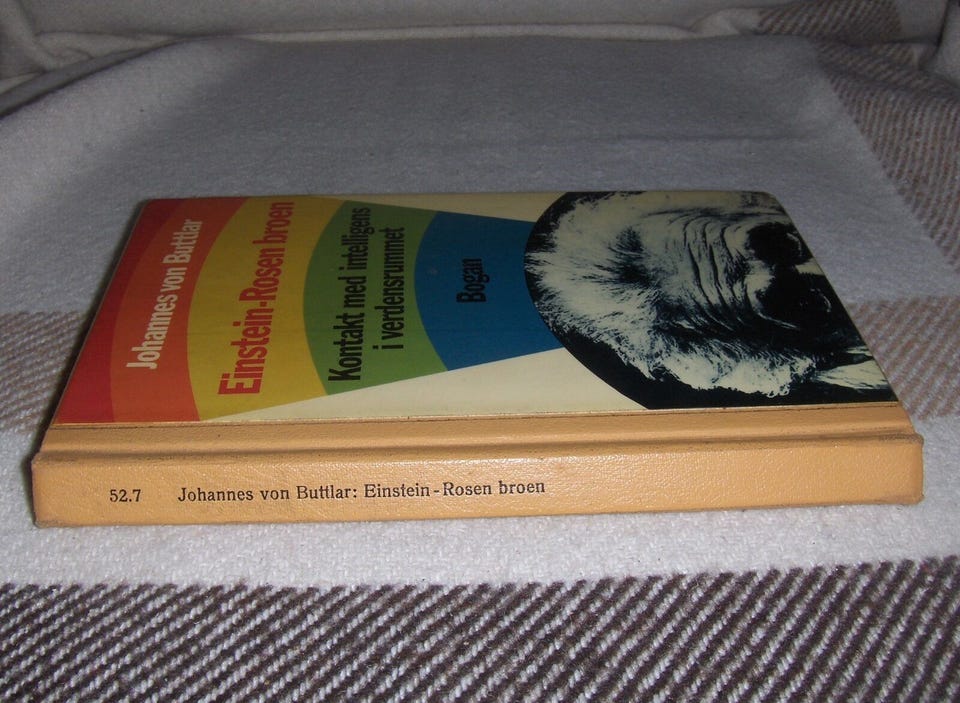 Johannes von Buttlar
Einstein-Rosen broen
Kontakt med intelligens
i verdensrummet
Bogan
52.7 Johannes von Buttlar: Einstein-Rosen broen